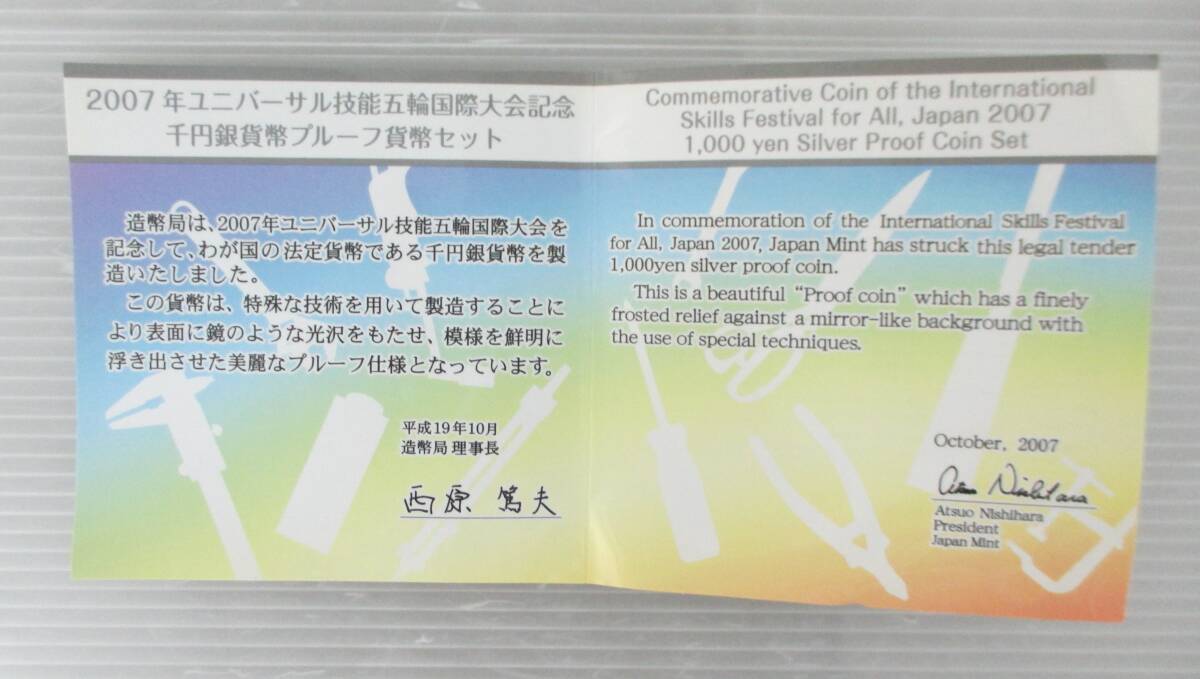 2007年ユニバーサル技能五輪国際大会記念
千円銀貨幣プルーフ貨幣セット
造幣局は、2007年ユニバーサル技能五輪国際大会を
記念して、わが国の法定貨幣である千円銀貨幣を製
造いたしました。
この貨幣は、特殊な技術を用いて製造することに
より表面に鏡のような光沢をもたせ、模様を鮮明に
浮き出させた美麗なプルーフ仕様となっています。
平成19年10月
造幣局 理事長
西原 篤夫
Commemorative Coin of the International
Skills Festival for All, Japan 2007
1,000 yen Silver Proof Coin Set
In commemoration of the International Skills Festival
for All, Japan 2007, Japan Mint has struck this legal tender
1,000yen silver proof coin.
This is a beautiful “Proof coin” which has a finely
frosted relief against a mirror-like background with
the use of special techniques.
October, 2007
Atsuo Nishihara
Atsuo Nishihara
President
Japan Mint